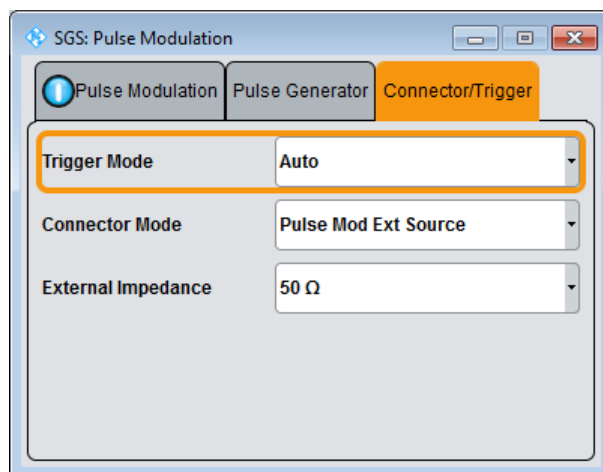 SGS: Pulse Modulation
Pulse Modulation Pulse Generator Connector/Trigger
Trigger Mode Auto
Connector Mode Pulse Mod Ext Source
External Impedance 50 Ω